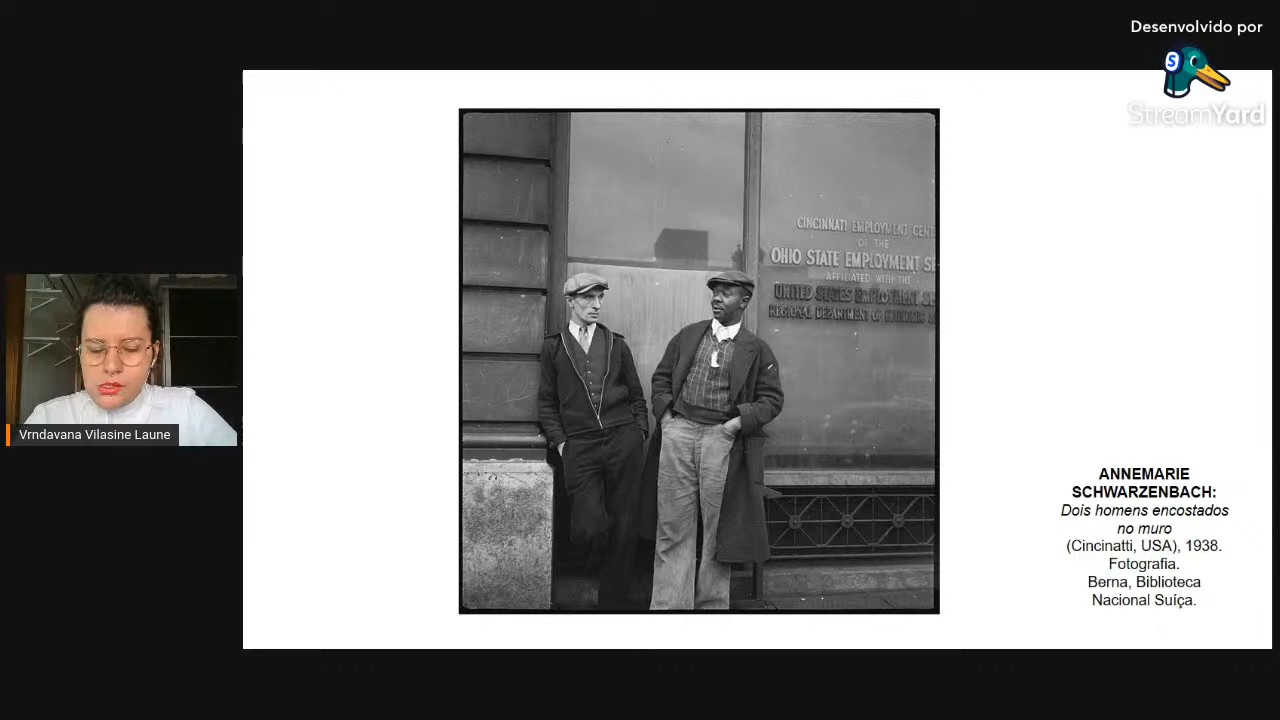 Desenvolvido por
S
StreamYard
CINCINNATI EMPLOYMENT CENT
OF THE
OHIO STATE EMPLOYMENT SE
AFFILIATED WITH THE
UNITED STATES EMPLOYMENT SE
REGIONAL DEPARTMENT OF
Vrndavana Vilasine Laune
ANNEMARIE
SCHWARZENBACH:
Dois homens encostados
no muro
(Cincinatti, USA), 1938.
Fotografia.
Berna, Biblioteca
Nacional Suíça.